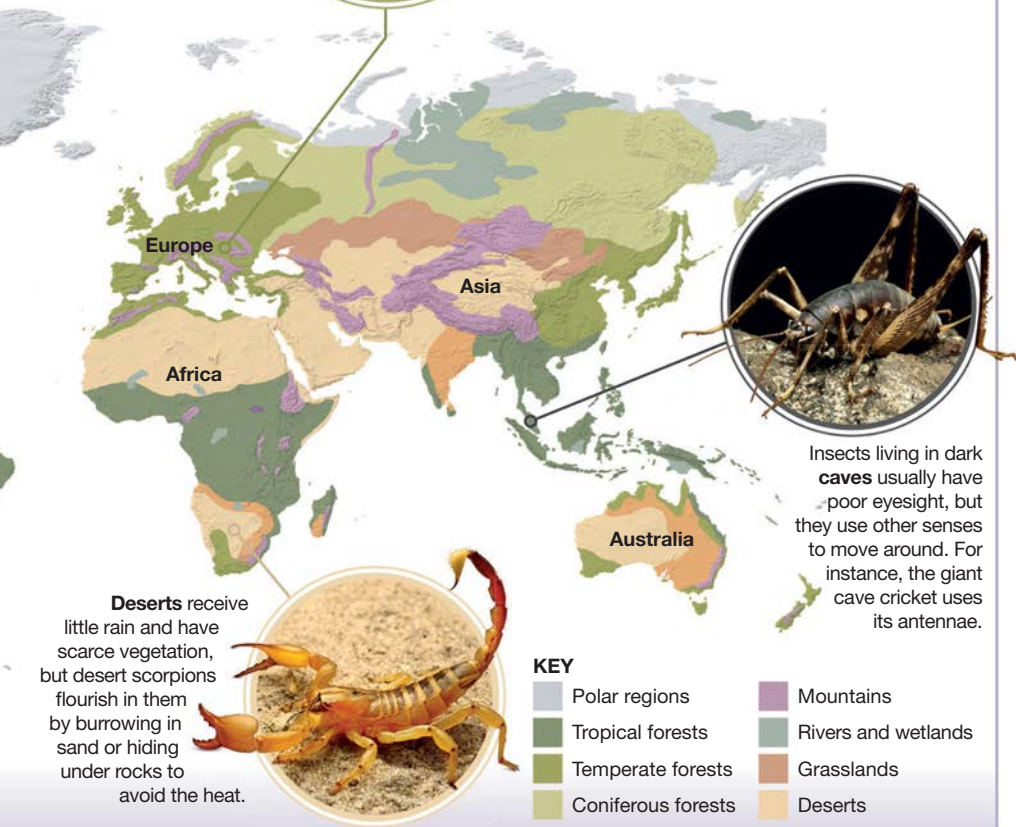 Europe
Asia
Africa
Australia
Insects living in dark
caves usually have
poor eyesight, but
they use other senses
to move around. For
instance, the giant
cave cricket uses
its antennae.
Deserts receive
little rain and have
scarce vegetation,
but desert scorpions
flourish in them
by burrowing in
sand or hiding
under rocks to
avoid the heat.
KEY
Polar regions
Tropical forests
Temperate forests
Coniferous forests
Mountains
Rivers and wetlands
Grasslands
Deserts